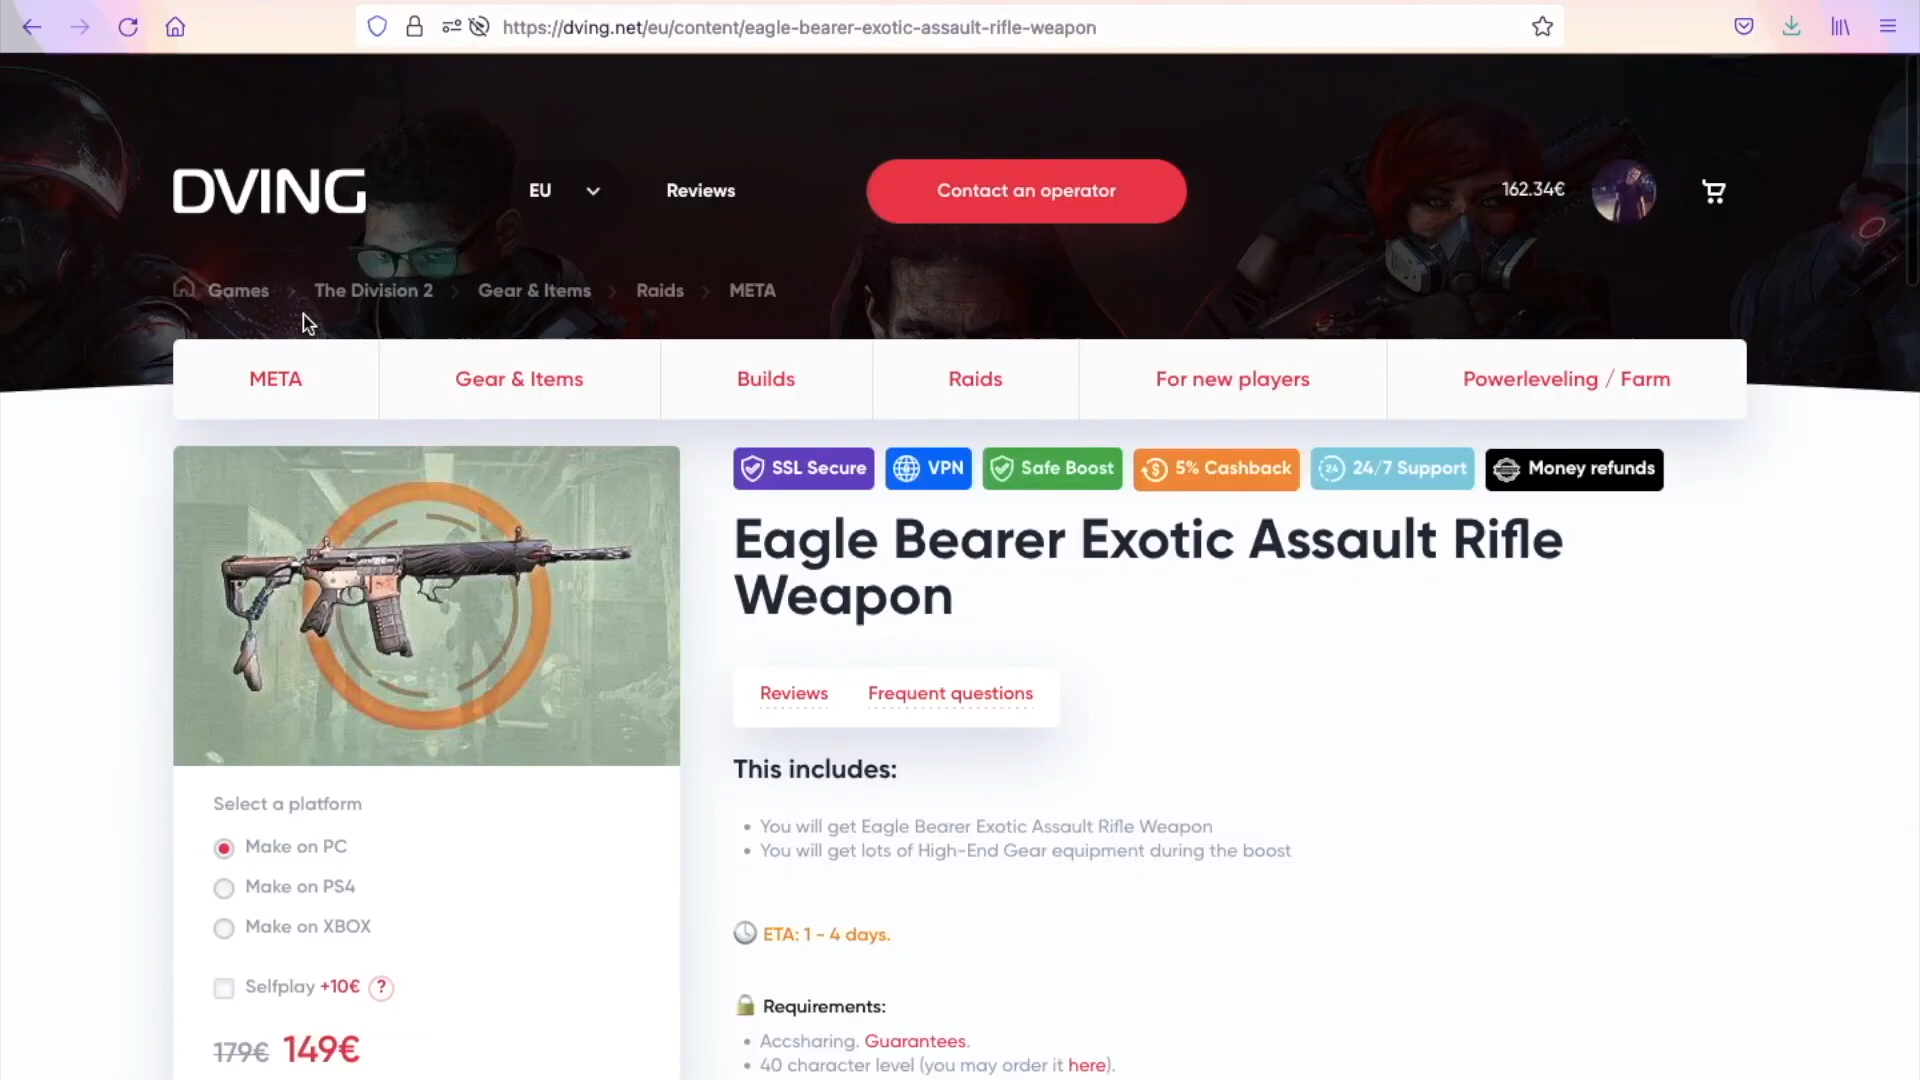 https://dving.net/eu/content/eagle-bearer-exotic-assault-rifle-weapon
DVING
EU
Reviews
Contact an operator
162.34€
Games
The Division 2
Gear & Items
Raids
META
META
Gear & Items
Builds
Raids
For new players
Powerleveling / Farm
SSL Secure
VPN
Safe Boost
$ 5% Cashback
24 24/7 Support
Money refunds
Eagle Bearer Exotic Assault Rifle
Weapon
Reviews
Frequent questions
This includes:
• You will get Eagle Bearer Exotic Assault Rifle Weapon
• You will get lots of High-End Gear equipment during the boost
ETA: 1 - 4 days.
Requirements:
• Accsharing. Guarantees.
• 40 character level (you may order it here).
Select a platform
Make on PC
Make on PS4
Make on XBOX
Selfplay +10€ ?
179€ 149€